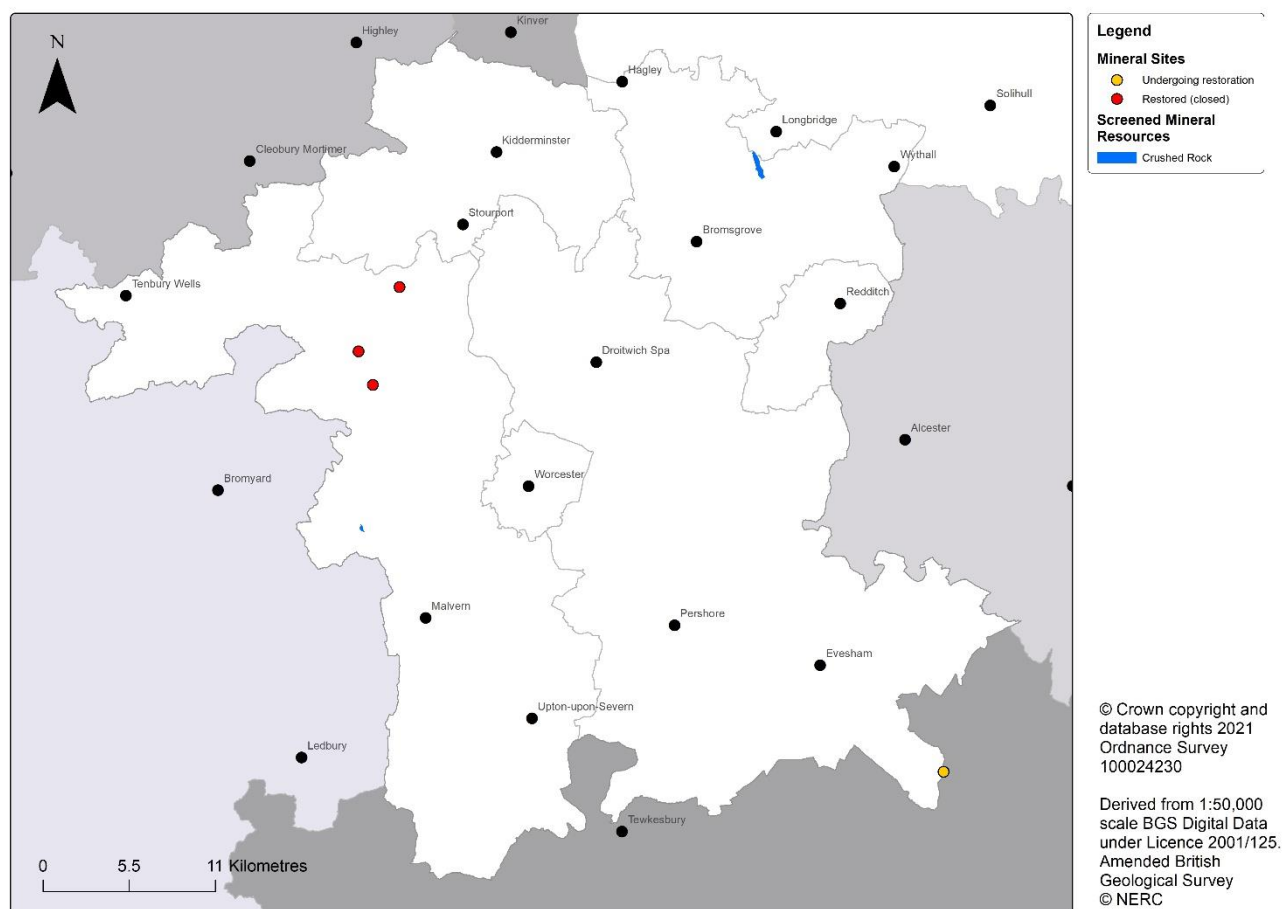 N
Highley
Kinver
Hagley
Solihull
Longbridge
Cleobury Mortimer
Kidderminster
Wythall
Stourport
Bromsgrove
Tenbury Wells
Redditch
Droitwich Spa
Alcester
Bromyard
Worcester
Malvern
Pershore
Evesham
Upton-upon-Severn
Ledbury
Tewkesbury
0 5.5 11 Kilometres
Legend
Mineral Sites
Undergoing restoration
Restored (closed)
Screened Mineral
Resources
Crushed Rock
© Crown copyright and
database rights 2021
Ordnance Survey
100024230
Derived from 1:50,000
scale BGS Digital Data
under Licence 2001/125.
Amended British
Geological Survey
© NERC